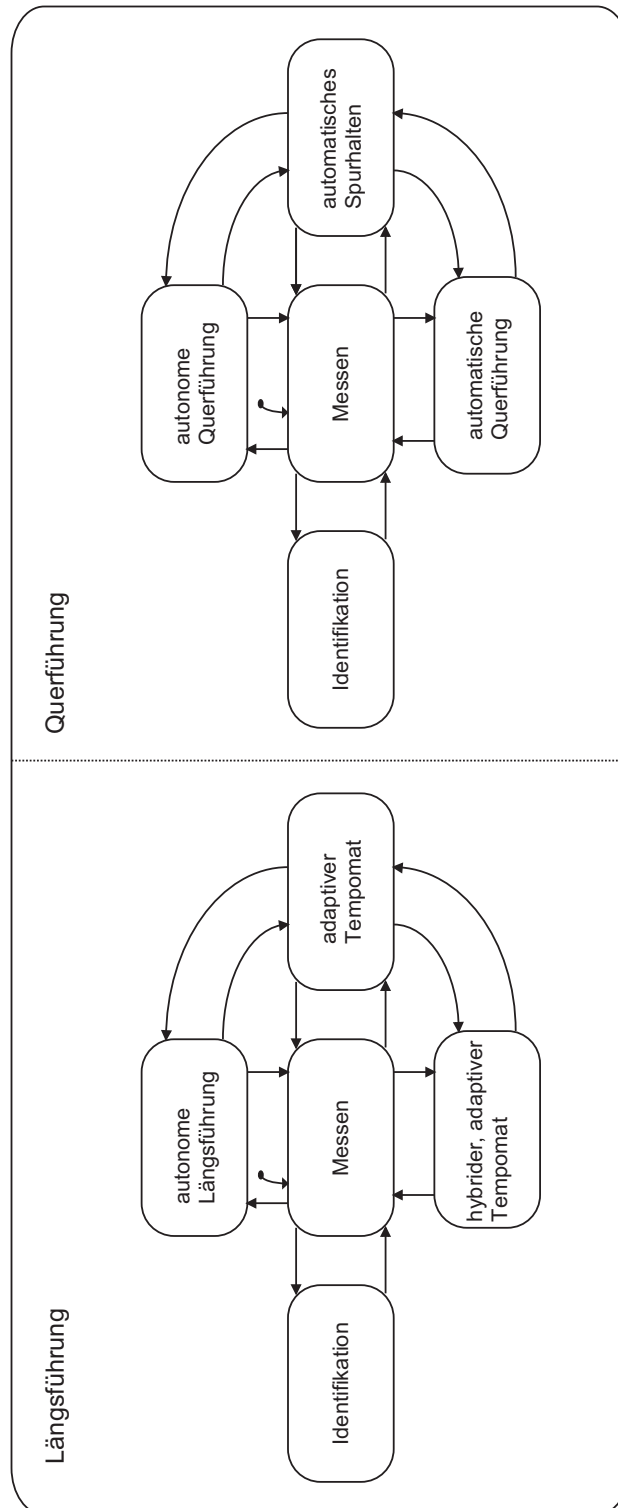 Längsführung
autonome
Längsführung
Identifikation
Messen
adaptiver
Tempomat
hybrider, adaptiver
Tempomat
Querführung
autonome
Querführung
Identifikation
Messen
automatisches
Spurhalten
automatische
Querführung